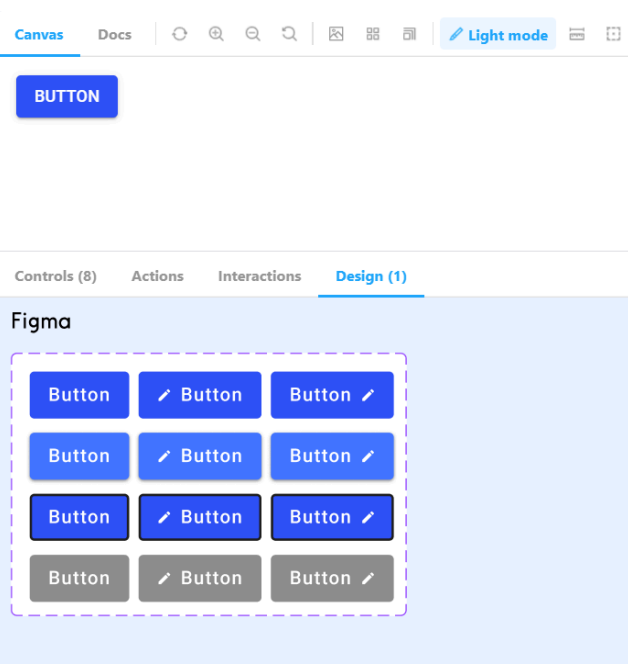 Canvas Docs Light mode
BUTTON
Controls (8) Actions Interactions Design (1)
Figma
Button Button Button
Button Button Button
Button Button Button
Button Button Button